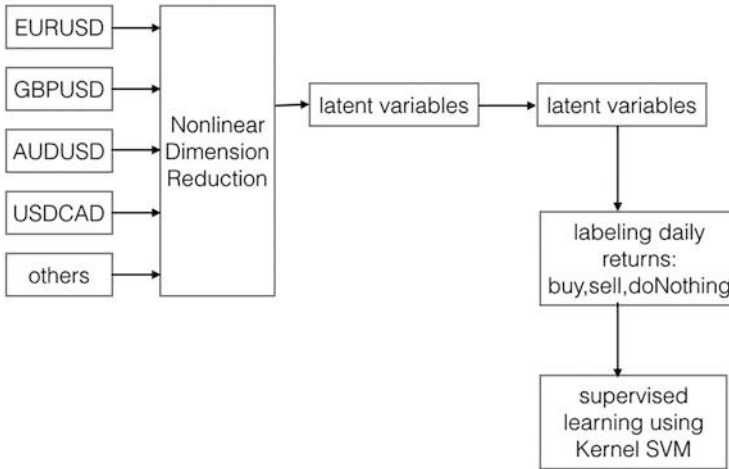 EURUSD
GBPUSD
AUDUSD
USDCAD
others
Nonlinear
Dimension
Reduction
latent variables
latent variables
labeling daily
returns:
buy,sell,doNothing
supervised
learning using
Kernel SVM